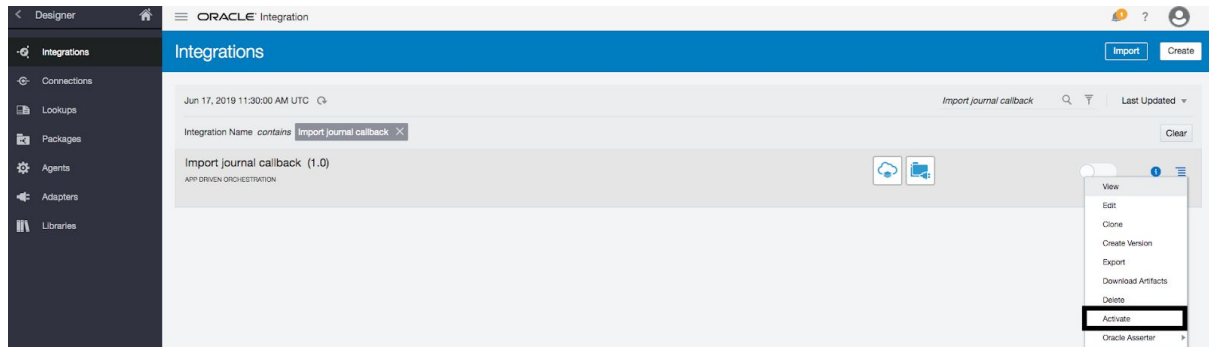 Designer
ORACLE Integration
1
?
Integrations
Integrations
Import
Create
Connections
Lookups
Packages
Agents
Adapters
Libraries
Jun 17, 2019 11:30:00 AM UTC
Import journal callback
Last Updated
Integration Name contains Import journal callback
Clear
Import journal callback (1.0)
APP DRIVEN ORCHESTRATION
View
Edit
Clone
Create Version
Export
Download Artifacts
Delete
Activate
Oracle Asserter